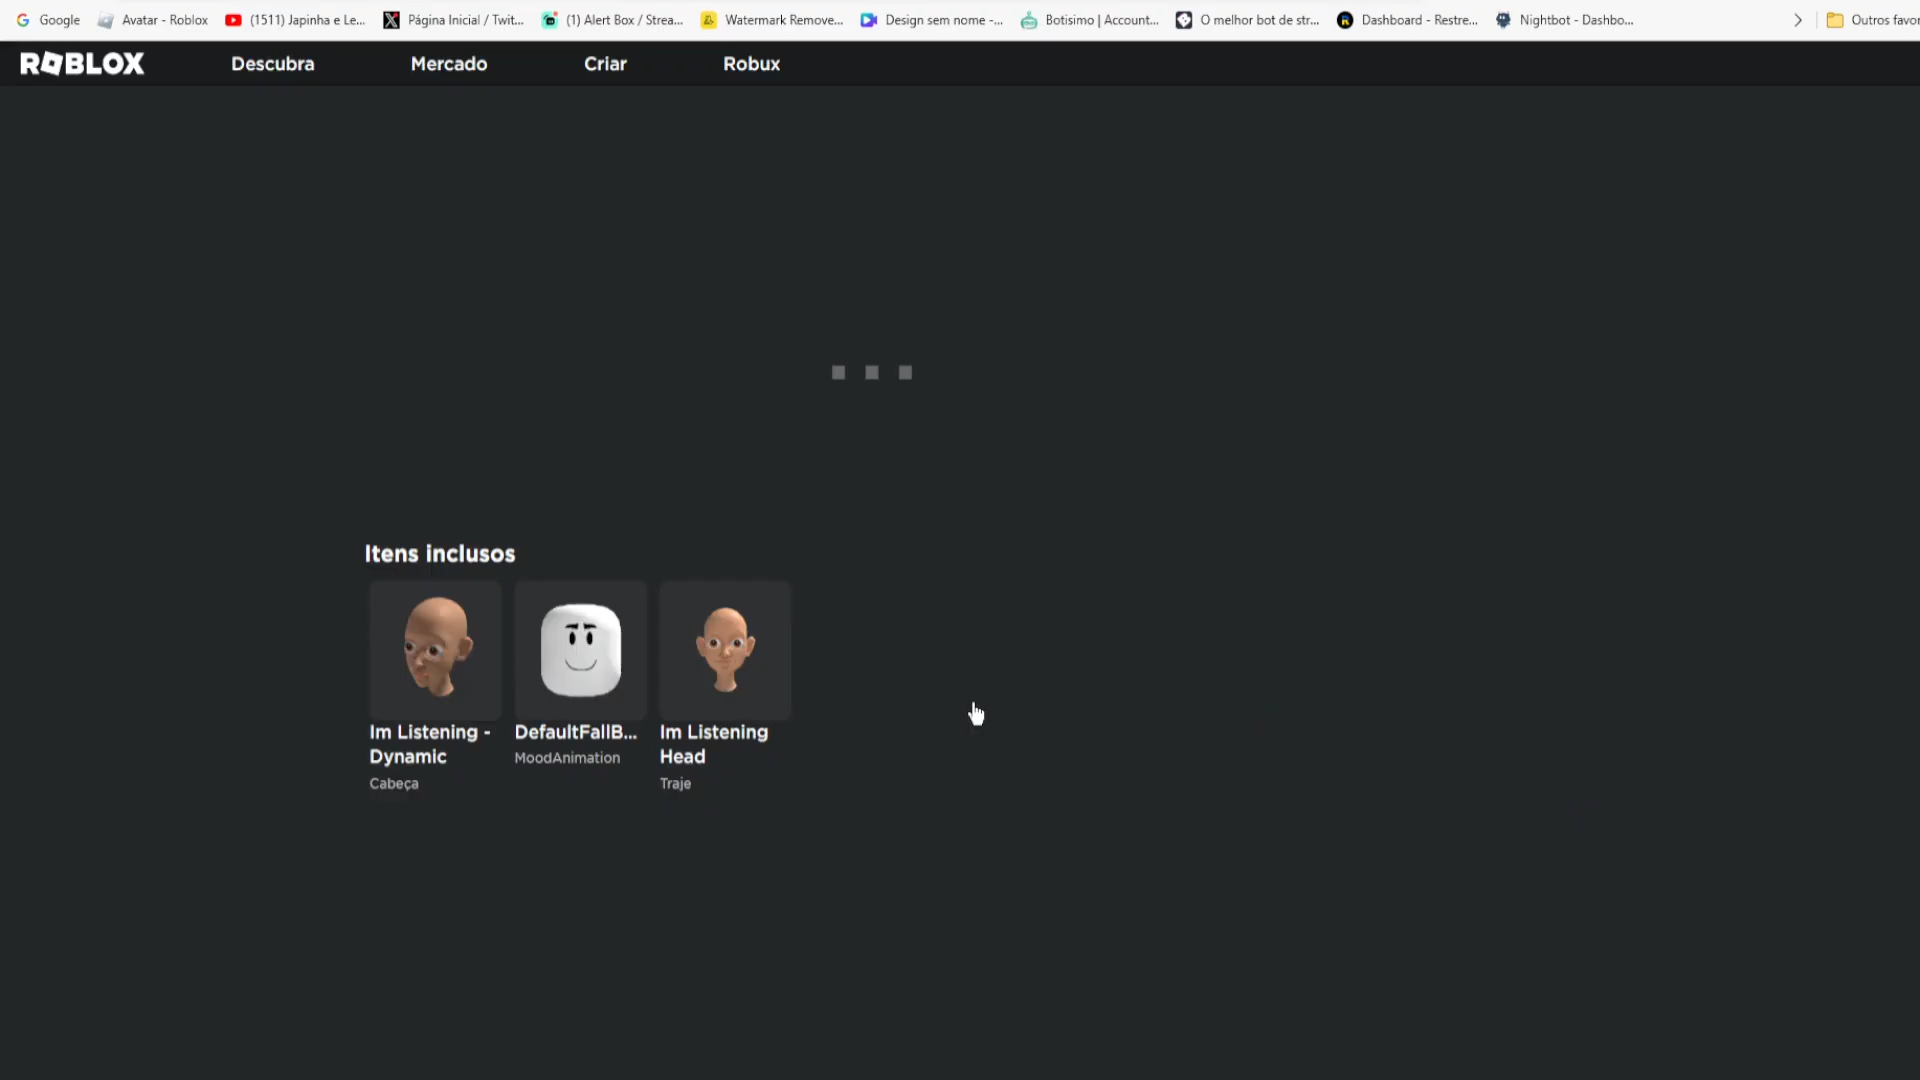 Google Avatar - Roblox (1511) Japinha e Le... Página Inicial / Twit... (1) Alert Box / Strea... Watermark Remove... Design sem nome -... Botisimo | Account... O melhor bot de str... Dashboard - Restre... Nightbot - Dashbo... Outros favor
ROBLOX Descubra Mercado Criar Robux
Itens inclusos
Im Listening -
Dynamic
Cabeça
DefaultFallB...
MoodAnimation
Im Listening
Head
Traje